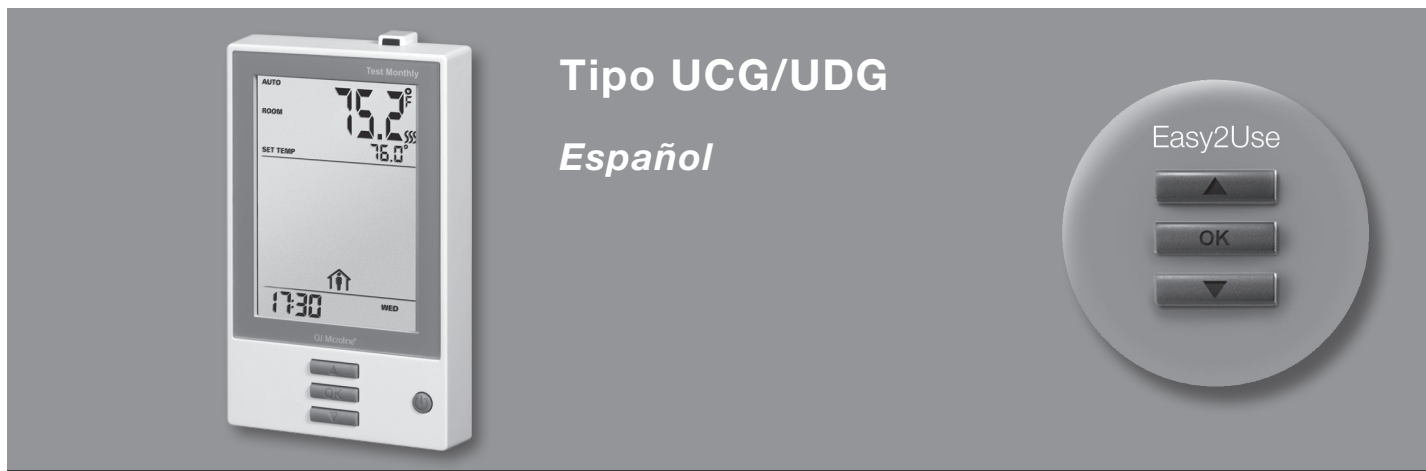 Test Monthly
AUTO
75.2°F
ROOM
SET TEMP 76.0°
17:30 WED
OJ Microline®
OK
Tipo UCG/UDG
Español
Easy2Use
OK